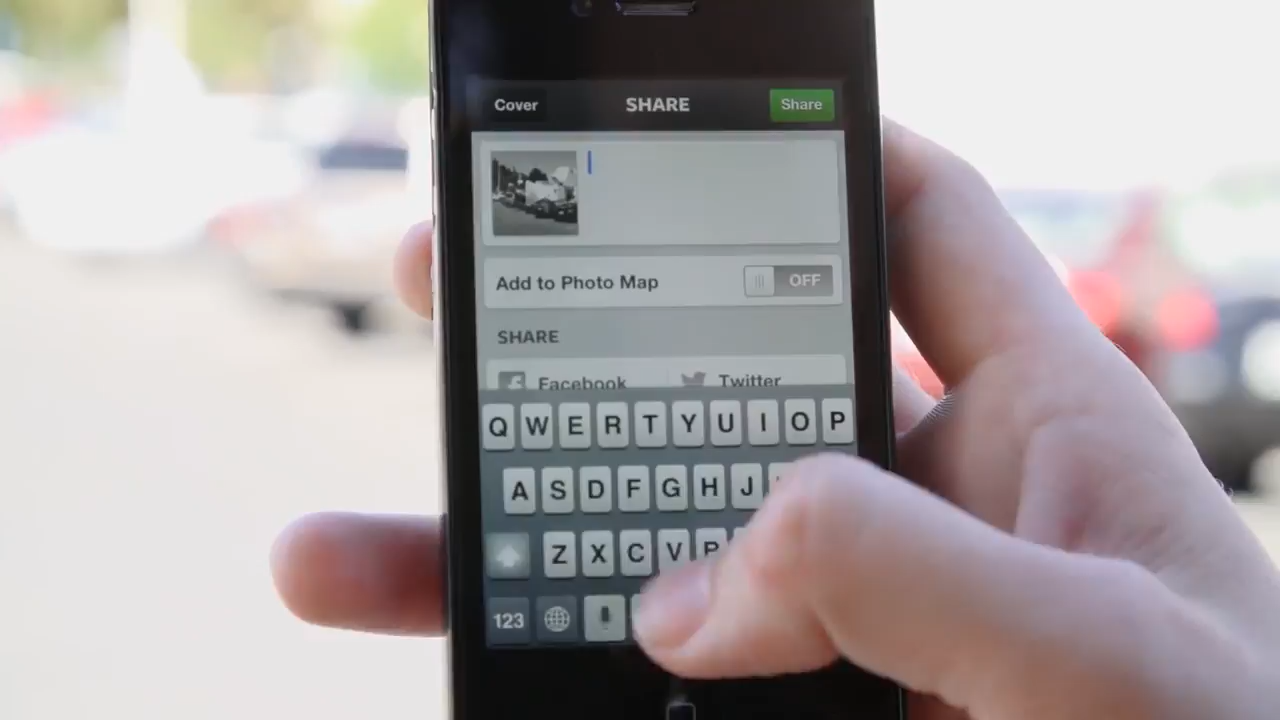 Cover SHARE Share
Add to Photo Map OFF
SHARE
Facebook Twitter
Q W E R T Y U I O P
A S D F G H J
Z X C V B
123